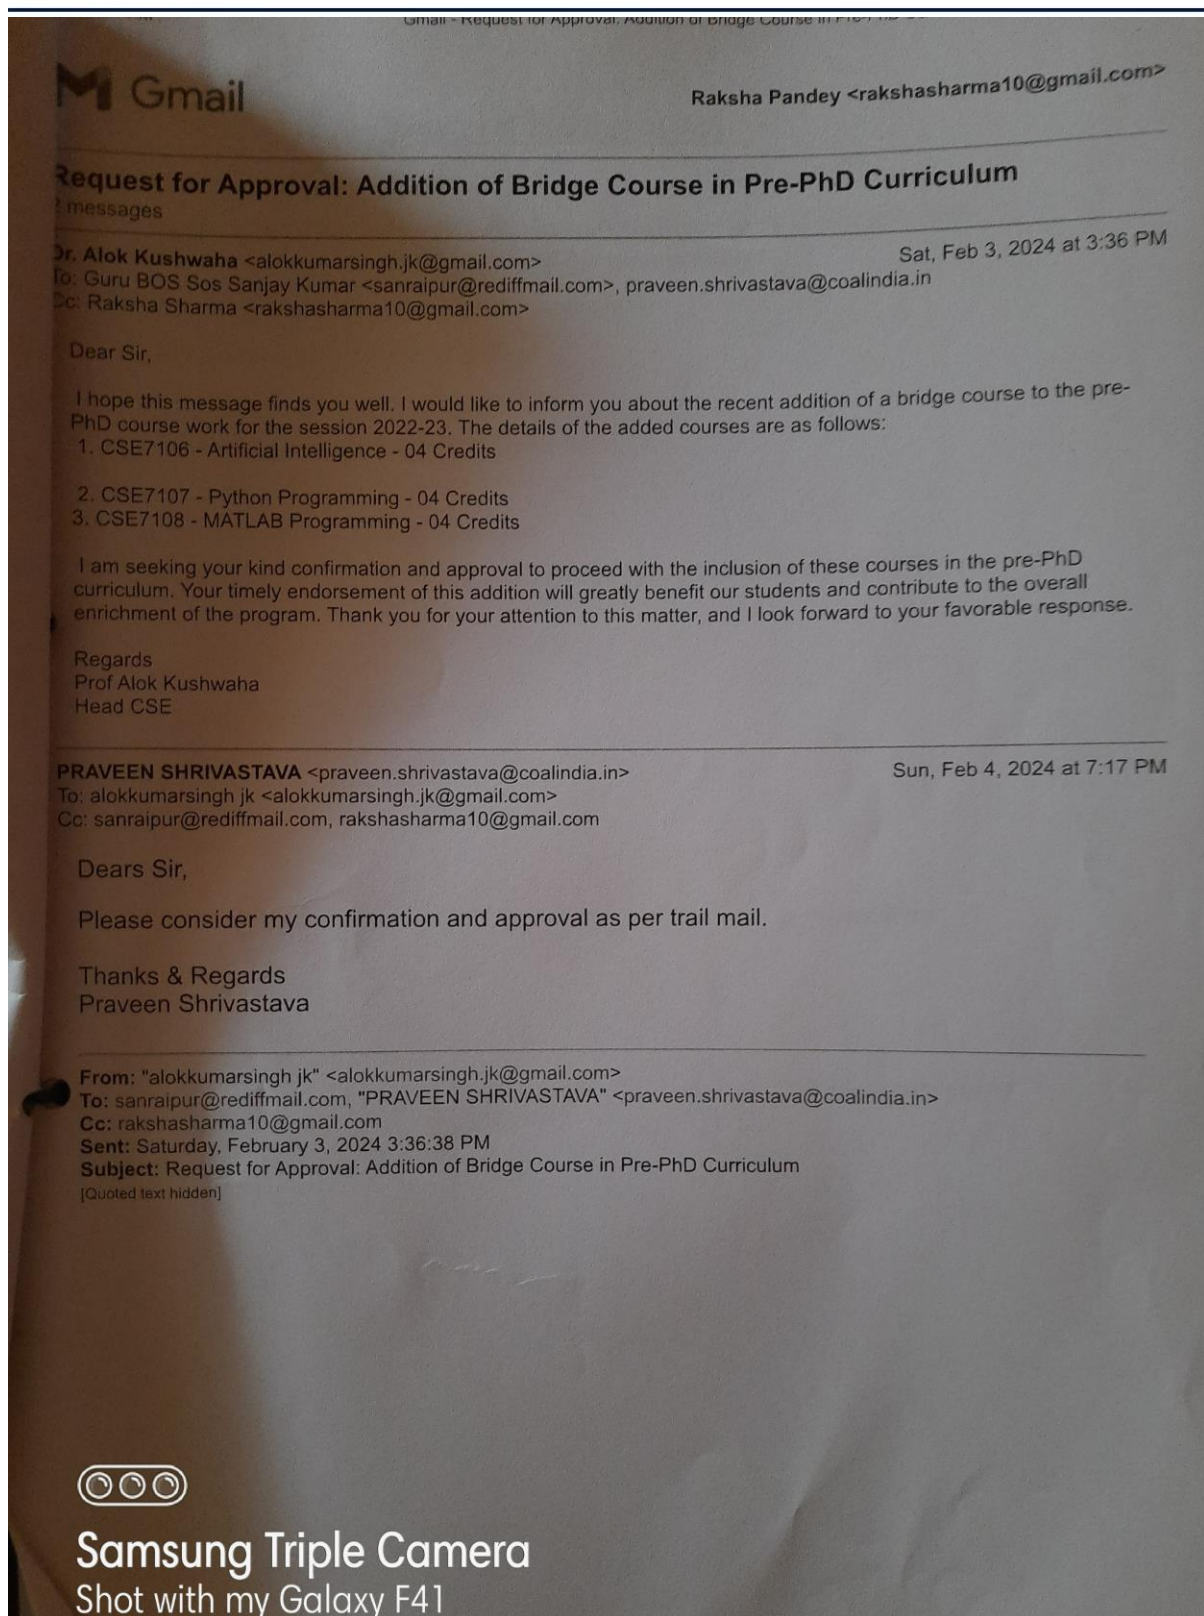 Gmail - Request for Approval: Addition of Bridge Course in Pre-PhD
Gmail
Raksha Pandey <rakshasharma10@gmail.com>
Request for Approval: Addition of Bridge Course in Pre-PhD Curriculum
2 messages
Dr. Alok Kushwaha <alokkumarsingh.jk@gmail.com>
Sat, Feb 3, 2024 at 3:36 PM
To: Guru BOS Sos Sanjay Kumar <sanraipur@rediffmail.com>, praveen.shrivastava@coalindia.in
Cc: Raksha Sharma <rakshasharma10@gmail.com>
Dear Sir,
I hope this message finds you well. I would like to inform you about the recent addition of a bridge course to the pre-
PhD course work for the session 2022-23. The details of the added courses are as follows:
1. CSE7106 - Artificial Intelligence - 04 Credits
2. CSE7107 - Python Programming - 04 Credits
3. CSE7108 - MATLAB Programming - 04 Credits
I am seeking your kind confirmation and approval to proceed with the inclusion of these courses in the pre-PhD
curriculum. Your timely endorsement of this addition will greatly benefit our students and contribute to the overall
enrichment of the program. Thank you for your attention to this matter, and I look forward to your favorable response.
Regards
Prof Alok Kushwaha
Head CSE
PRAVEEN SHRIVASTAVA <praveen.shrivastava@coalindia.in>
Sun, Feb 4, 2024 at 7:17 PM
To: alokkumarsingh jk <alokkumarsingh.jk@gmail.com>
Cc: sanraipur@rediffmail.com, rakshasharma10@gmail.com
Dears Sir,
Please consider my confirmation and approval as per trail mail.
Thanks & Regards
Praveen Shrivastava
From: "alokkumarsingh jk" <alokkumarsingh.jk@gmail.com>
To: sanraipur@rediffmail.com, "PRAVEEN SHRIVASTAVA" <praveen.shrivastava@coalindia.in>
Cc: rakshasharma10@gmail.com
Sent: Saturday, February 3, 2024 3:36:38 PM
Subject: Request for Approval: Addition of Bridge Course in Pre-PhD Curriculum
[Quoted text hidden]
Samsung Triple Camera
Shot with my Galaxy F41